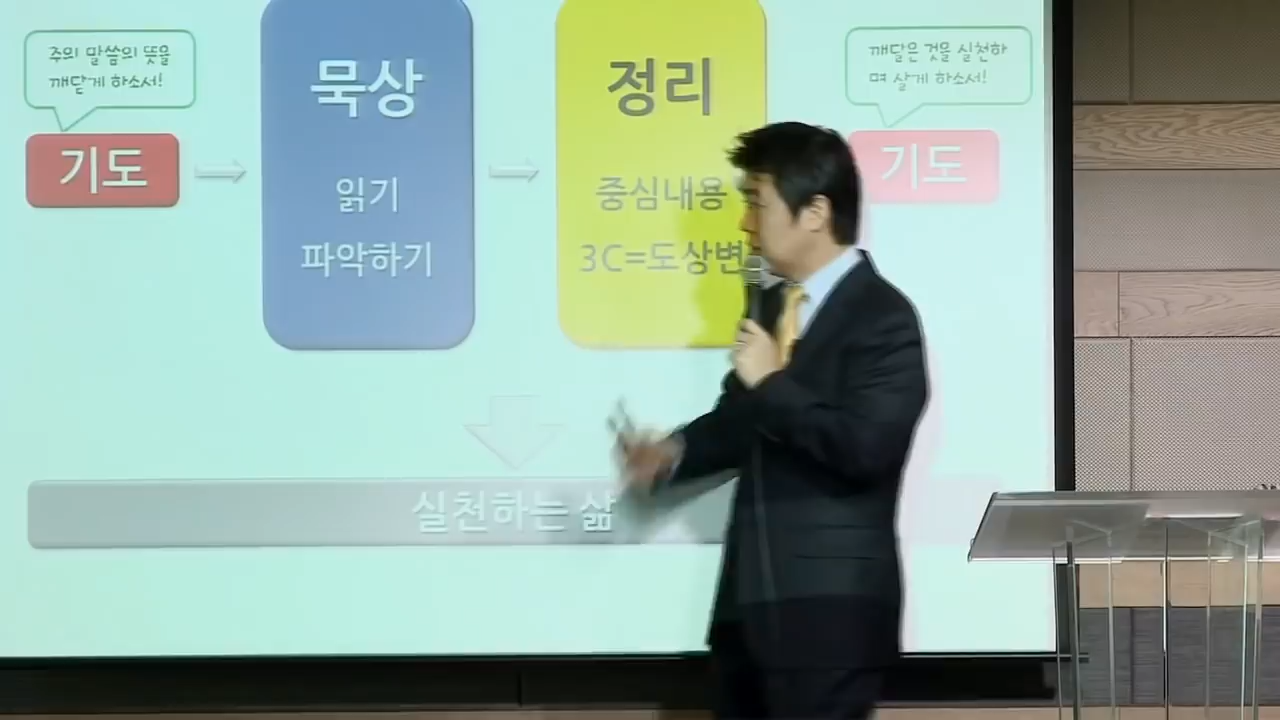 주의 말씀의 뜻을
깨닫게 하소서!
기도
묵상
읽기
파악하기
정리
중심내용
3C=도상변
깨달은 것을 실천하
며 살게 하소서!
기도
실천하는 삶